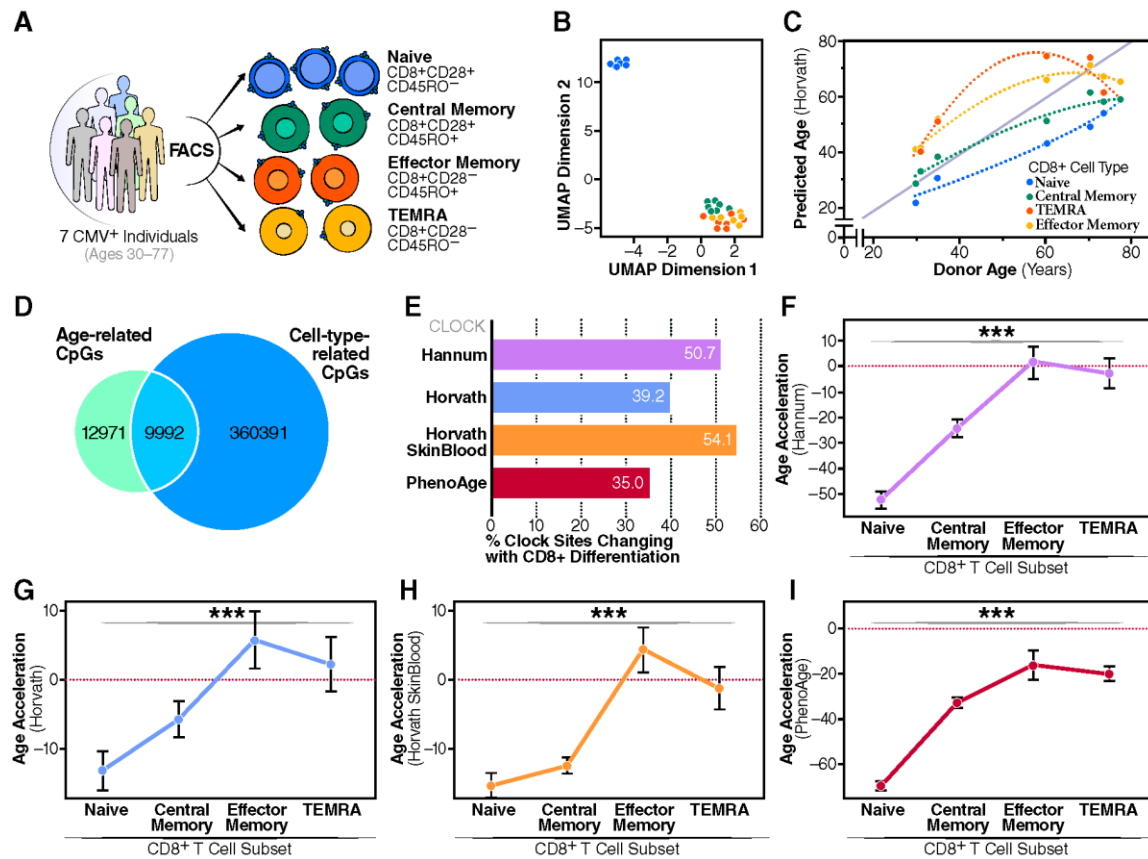 A
Naive
CD8+CD28+
CD45RO−
Central Memory
CD8+CD28+
CD45RO+
FACS
Effector Memory
CD8+CD28−
CD45RO+
TEMRA
CD8+CD28−
CD45RO−
7 CMV+ Individuals
(Ages 30–77)
B
UMAP Dimension 2
10
5
0
−5
−4
−2
0
2
UMAP Dimension 1
C
Predicted Age (Horvath)
80
60
40
20
0
0
20
40
60
80
CD8+ Cell Type
Naive
Central Memory
TEMRA
Effector Memory
Donor Age (Years)
D
Age-related
CpGs
Cell-type-
related
CpGs
12971
9992
360391
E
CLOCK
Hannum
50.7
Horvath
39.2
Horvath
SkinBlood
54.1
PhenoAge
35.0
0
10
20
30
40
50
60
% Clock Sites Changing
with CD8+ Differentiation
F
Age Acceleration
(Hannum)
10
0
−10
−20
−30
−40
−50
***
Naive
Central
Memory
Effector
Memory
TEMRA
CD8+ T Cell Subset
G
Age Acceleration
(Horvath)
10
0
−10
***
Naive
Central
Memory
Effector
Memory
TEMRA
CD8+ T Cell Subset
H
Age Acceleration
(Horvath SkinBlood)
10
0
−10
***
Naive
Central
Memory
Effector
Memory
TEMRA
CD8+ T Cell Subset
I
Age Acceleration
(PhenoAge)
0
−20
−40
−60
***
Naive
Central
Memory
Effector
Memory
TEMRA
CD8+ T Cell Subset